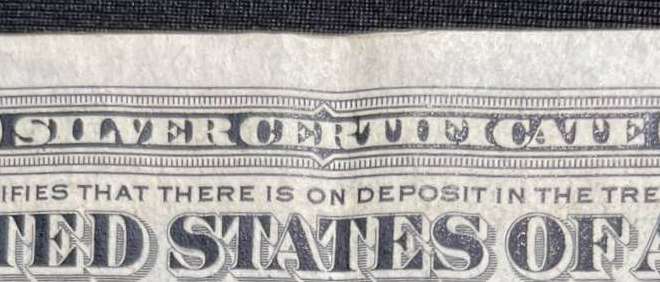 SILVER CERTIFICATE
IFIES THAT THERE IS ON DEPOSIT IN THE TRE
TED STATES OF A